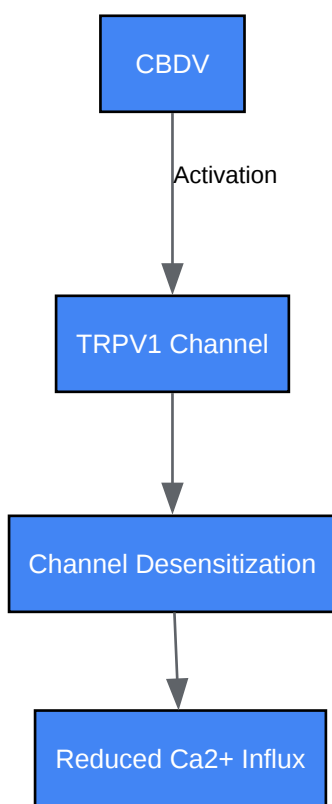 CBDV
Activation
TRPV1 Channel
Channel Desensitization
Reduced Ca2+ Influx